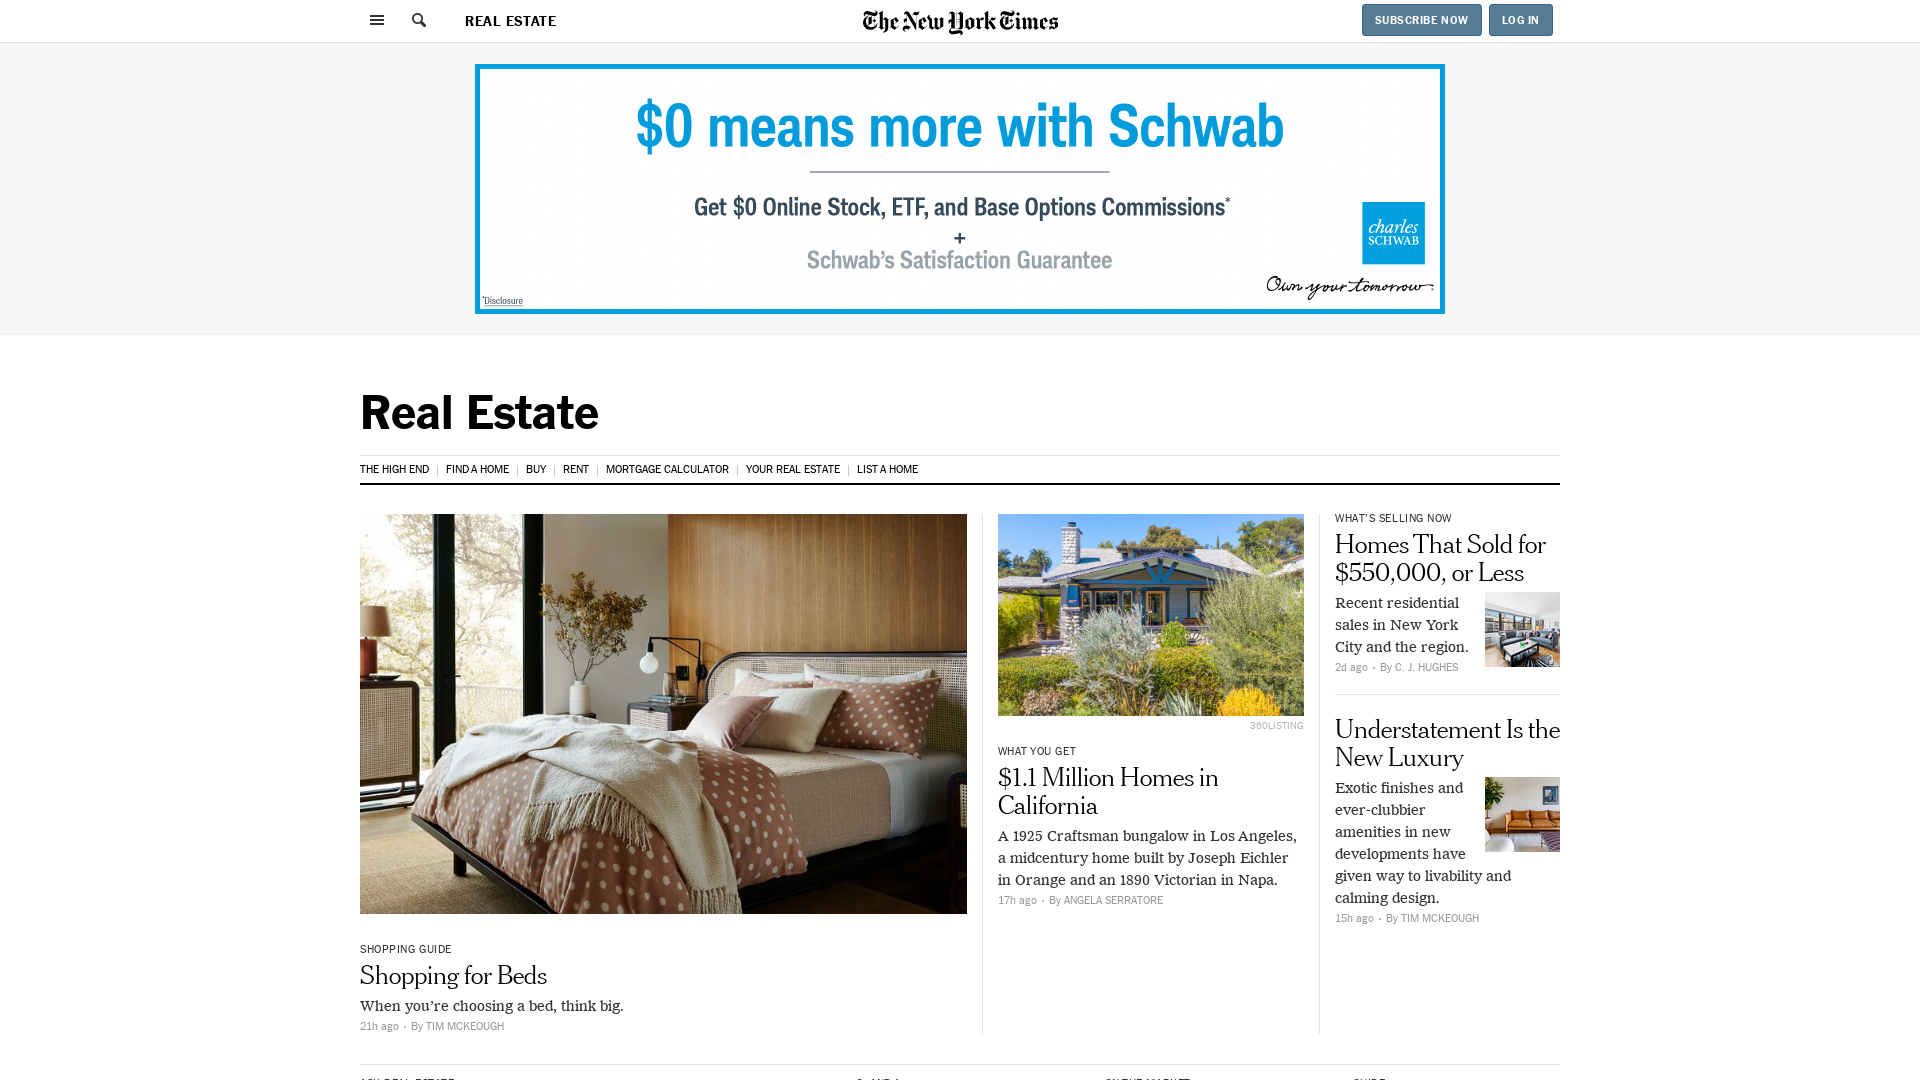 REAL ESTATE
The New York Times
SUBSCRIBE NOW
LOG IN
$0 means more with Schwab
Get $0 Online Stock, ETF, and Base Options Commissions*
+
Schwab's Satisfaction Guarantee
charles
SCHWAB
Own your tomorrow.
*Disclosure
Real Estate
THE HIGH END
FIND A HOME
BUY
RENT
MORTGAGE CALCULATOR
YOUR REAL ESTATE
LIST A HOME
SHOPPING GUIDE
Shopping for Beds
When you’re choosing a bed, think big.
21h ago • By TIM MCKEOUGH
360LISTING
WHAT YOU GET
$1.1 Million Homes in
California
A 1925 Craftsman bungalow in Los Angeles,
a midcentury home built by Joseph Eichler
in Orange and an 1890 Victorian in Napa.
17h ago • By ANGELA SERRATORE
WHAT'S SELLING NOW
Homes That Sold for
$550,000, or Less
Recent residential
sales in New York
City and the region.
2d ago • By C. J. HUGHES
Understatement Is the
New Luxury
Exotic finishes and
ever-clubbier
amenities in new
developments have
given way to livability and
calming design.
15h ago • By TIM MCKEOUGH